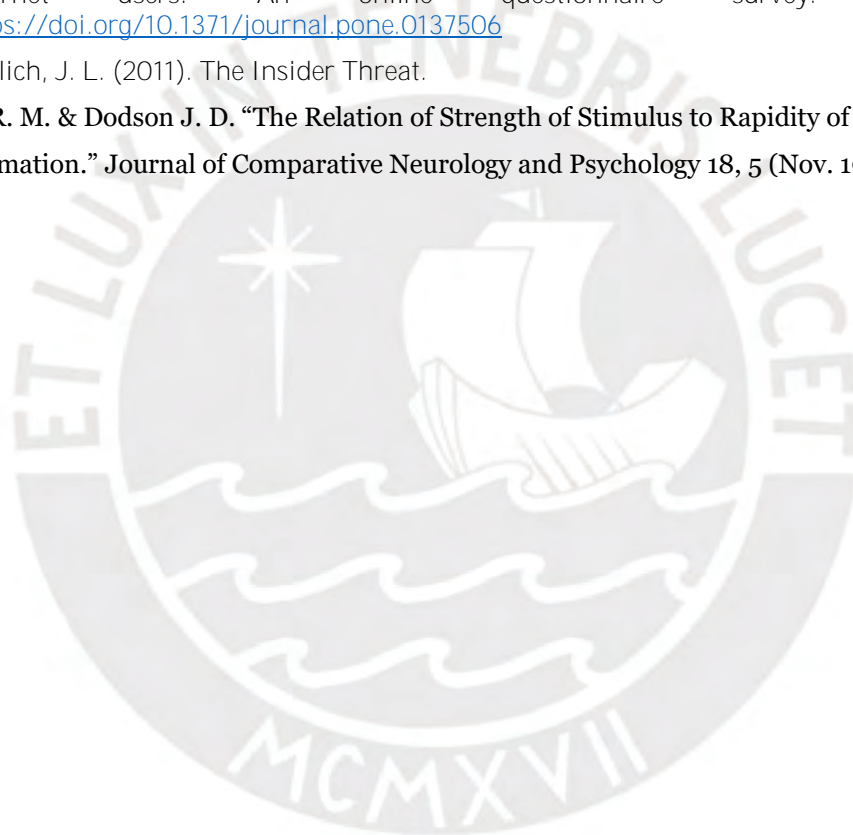 rnet users: An online questionnaire survey.
ps://doi.org/10.1371/journal.pone.0137506
lich, J. L. (2011). The Insider Threat.
R. M. & Dodson J. D. “The Relation of Strength of Stimulus to Rapidity of
mation.” Journal of Comparative Neurology and Psychology 18, 5 (Nov. 19
ET LUX IN TENEBRIS LUCET
MCMXVII